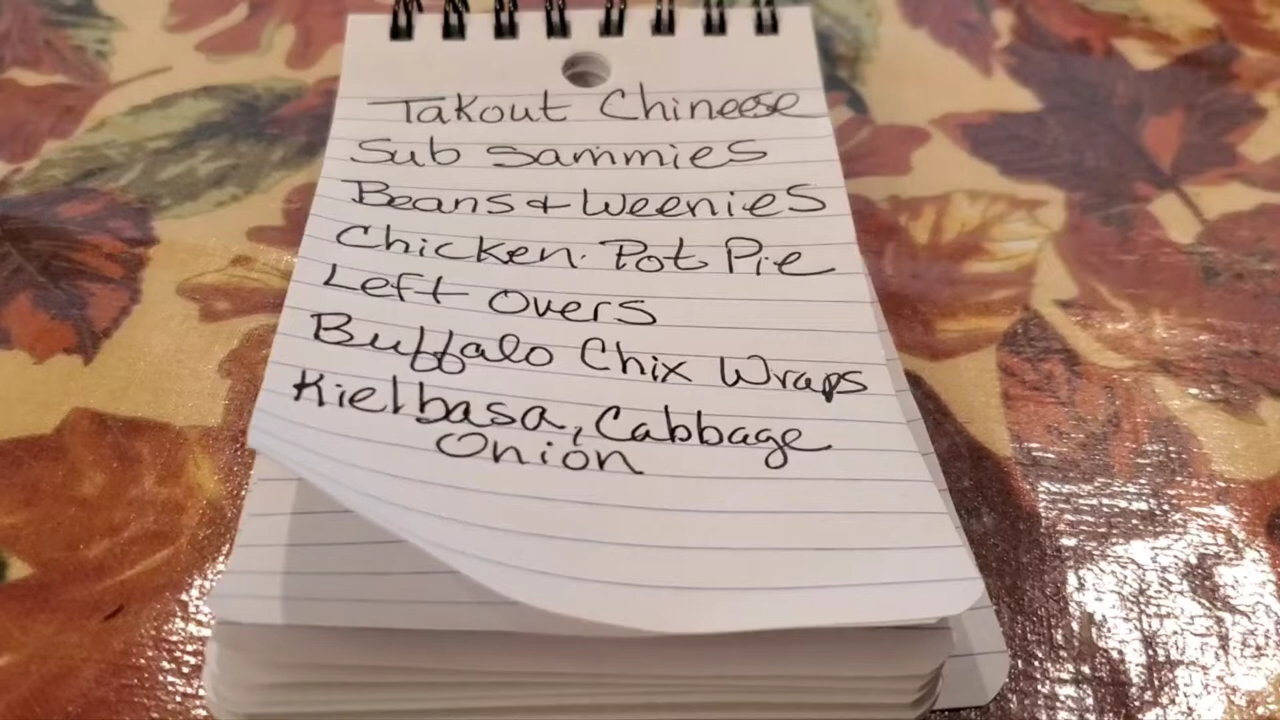 Takout Chineese
Sub Sammies
Beans & Weenies
Chicken Pot Pie
Left Overs
Buffalo Chix Wraps
Kielbasa, Cabbage
Onion